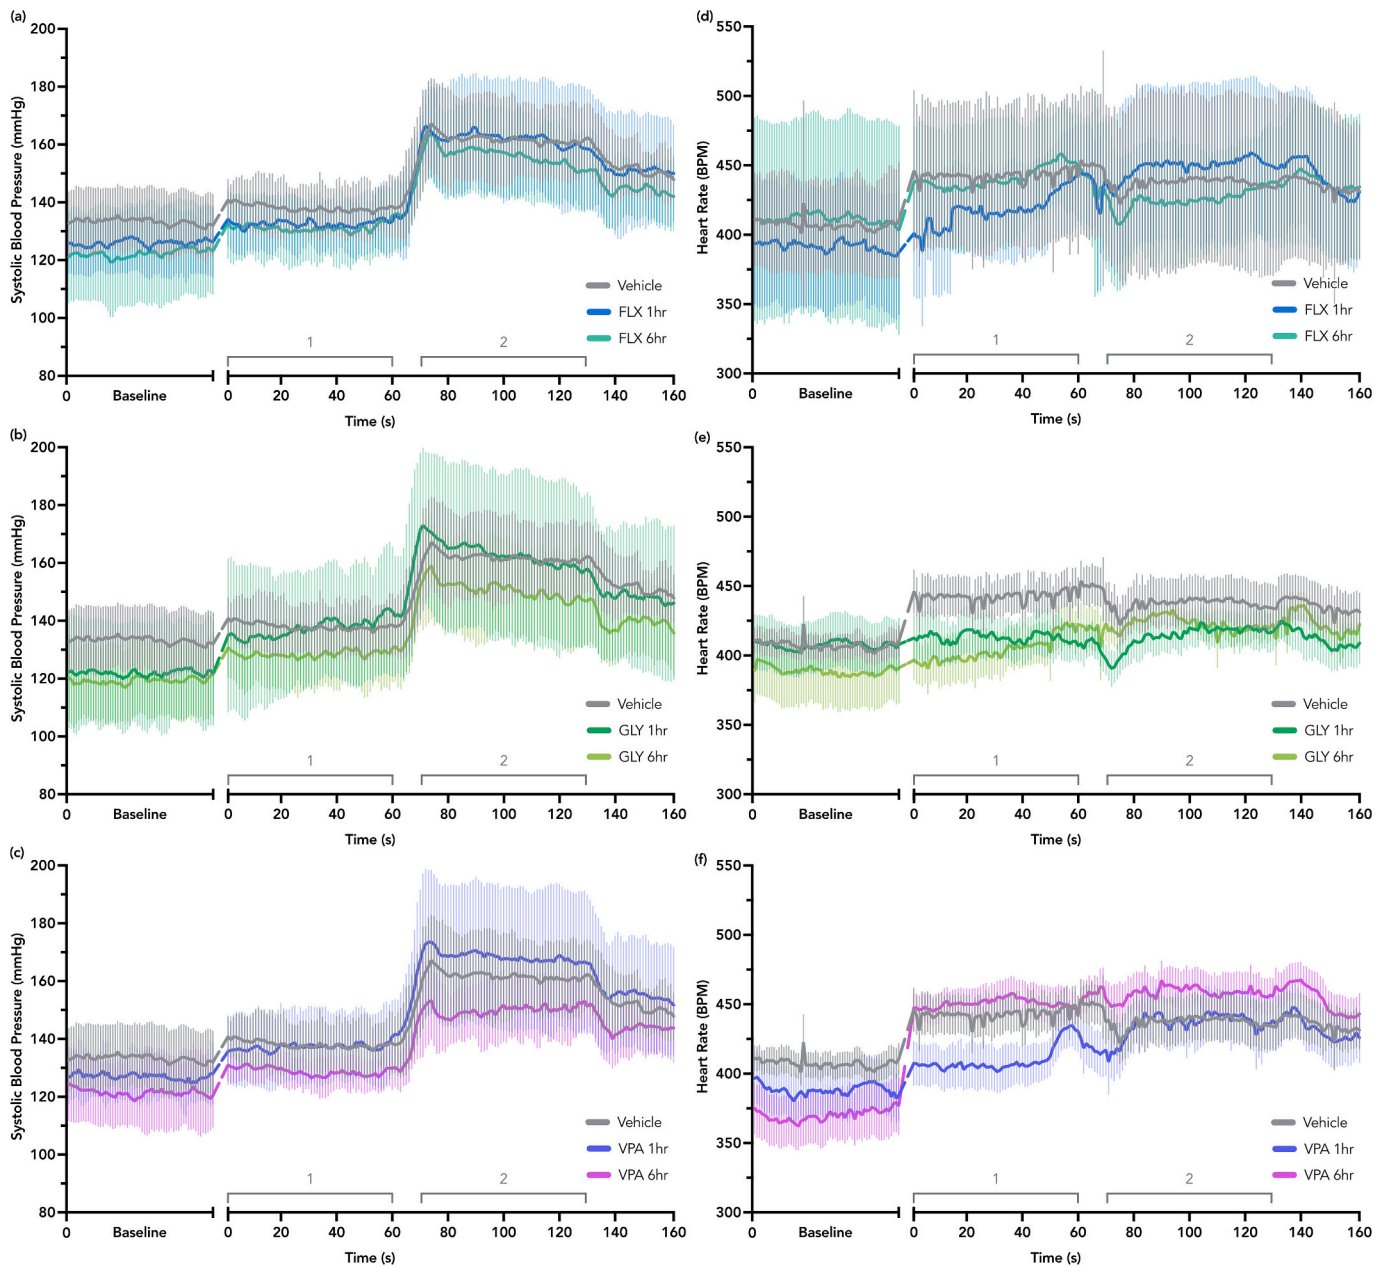 (a)
Systolic Blood Pressure (mmHg)
200
180
160
140
120
100
80
Vehicle
FLX 1hr
FLX 6hr
1
2
0
Baseline
0 20 40 60 80 100 120 140 160
Time (s)
(d)
Heart Rate (BPM)
550
500
450
400
350
300
Vehicle
FLX 1hr
FLX 6hr
1
2
0
Baseline
0 20 40 60 80 100 120 140 160
Time (s)
(b)
Systolic Blood Pressure (mmHg)
200
180
160
140
120
100
80
Vehicle
GLY 1hr
GLY 6hr
1
2
0
Baseline
0 20 40 60 80 100 120 140 160
Time (s)
(e)
Heart Rate (BPM)
550
500
450
400
350
300
Vehicle
GLY 1hr
GLY 6hr
1
2
0
Baseline
0 20 40 60 80 100 120 140 160
Time (s)
(c)
Systolic Blood Pressure (mmHg)
200
180
160
140
120
100
80
Vehicle
VPA 1hr
VPA 6hr
1
2
0
Baseline
0 20 40 60 80 100 120 140 160
Time (s)
(f)
Heart Rate (BPM)
550
500
450
400
350
300
Vehicle
VPA 1hr
VPA 6hr
1
2
0
Baseline
0 20 40 60 80 100 120 140 160
Time (s)